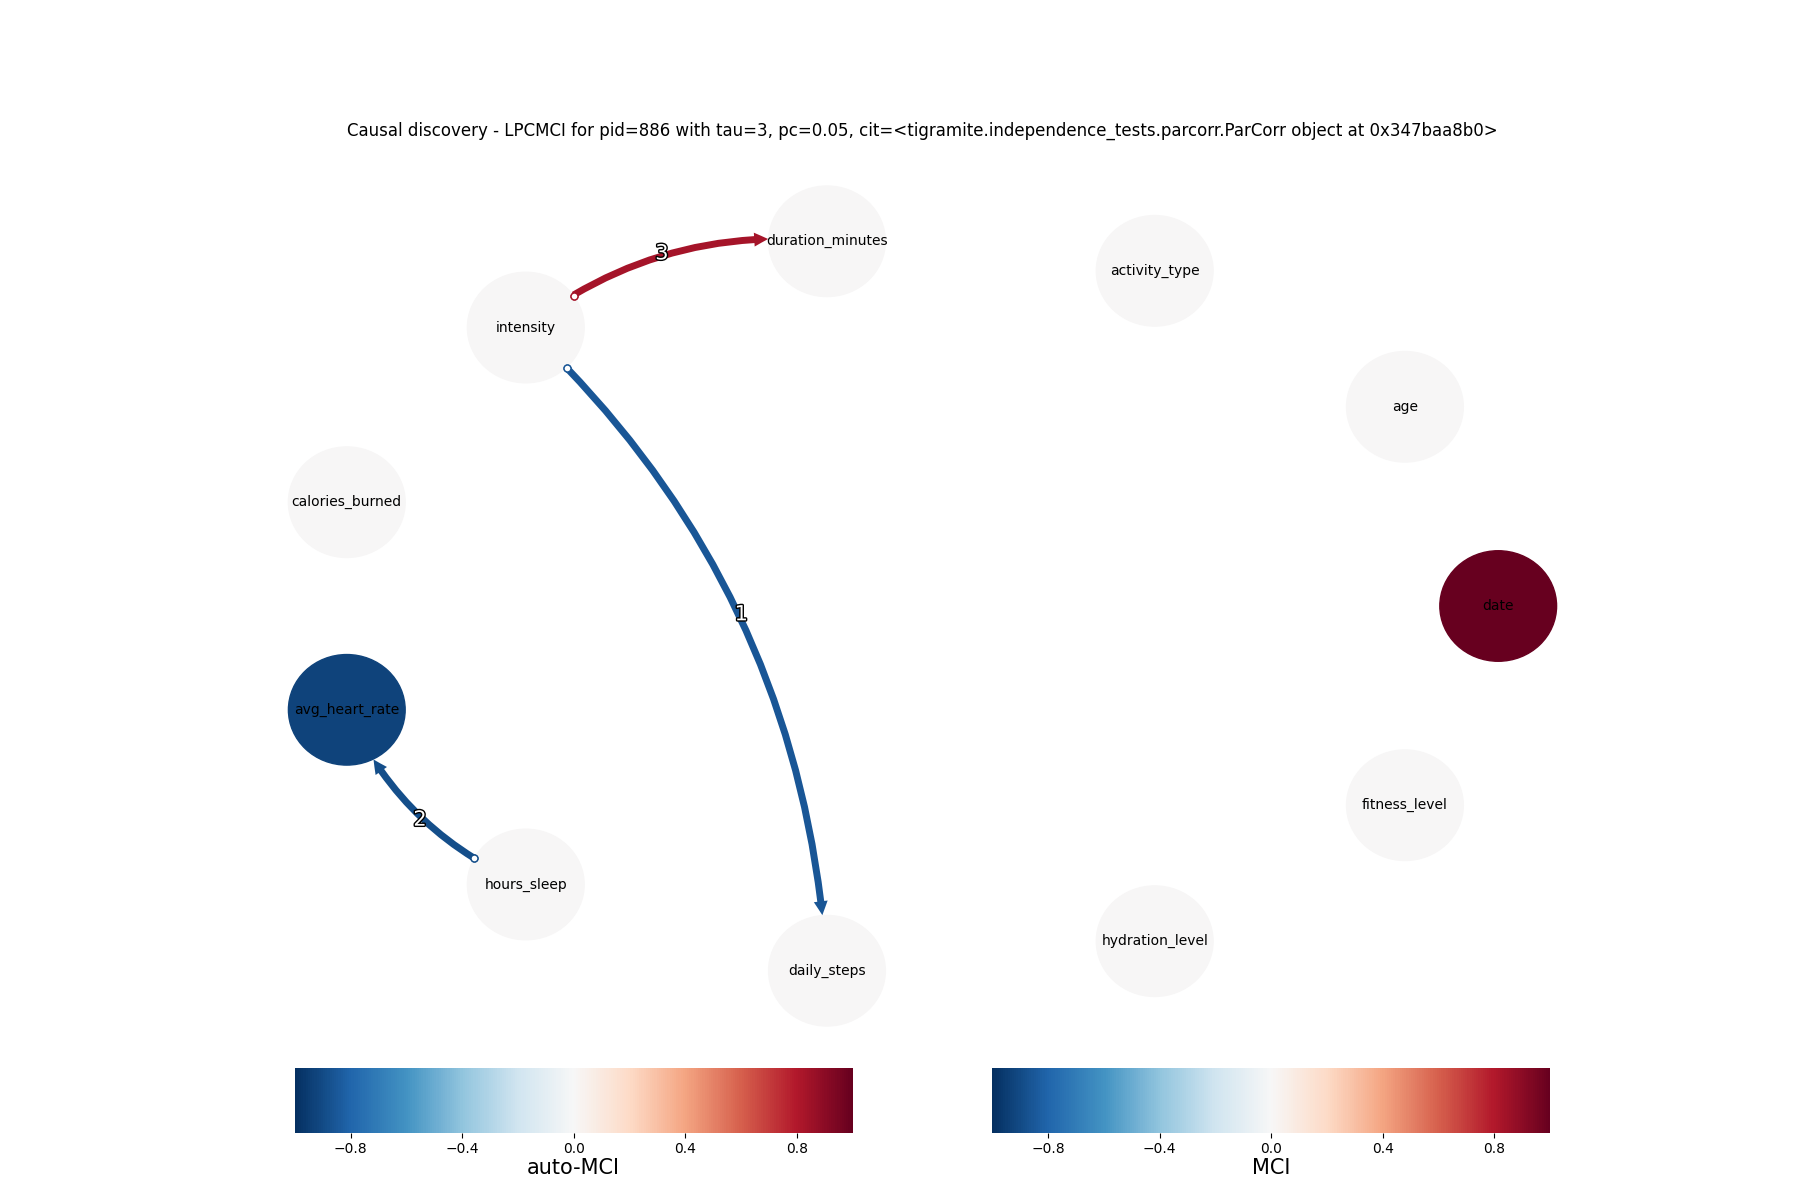 Causal discovery - LPCMCI for pid=886 with tau=3, pc=0.05, cit=<tigramite.independence_tests.parcorr.ParCorr object at 0x347baa8b0>
duration_minutes
activity_type
3
intensity
age
calories_burned
date
1
avg_heart_rate
fitness_level
2
hours_sleep
hydration_level
daily_steps
−0.8 −0.4 0.0 0.4 0.8
auto-MCI
−0.8 −0.4 0.0 0.4 0.8
MCI